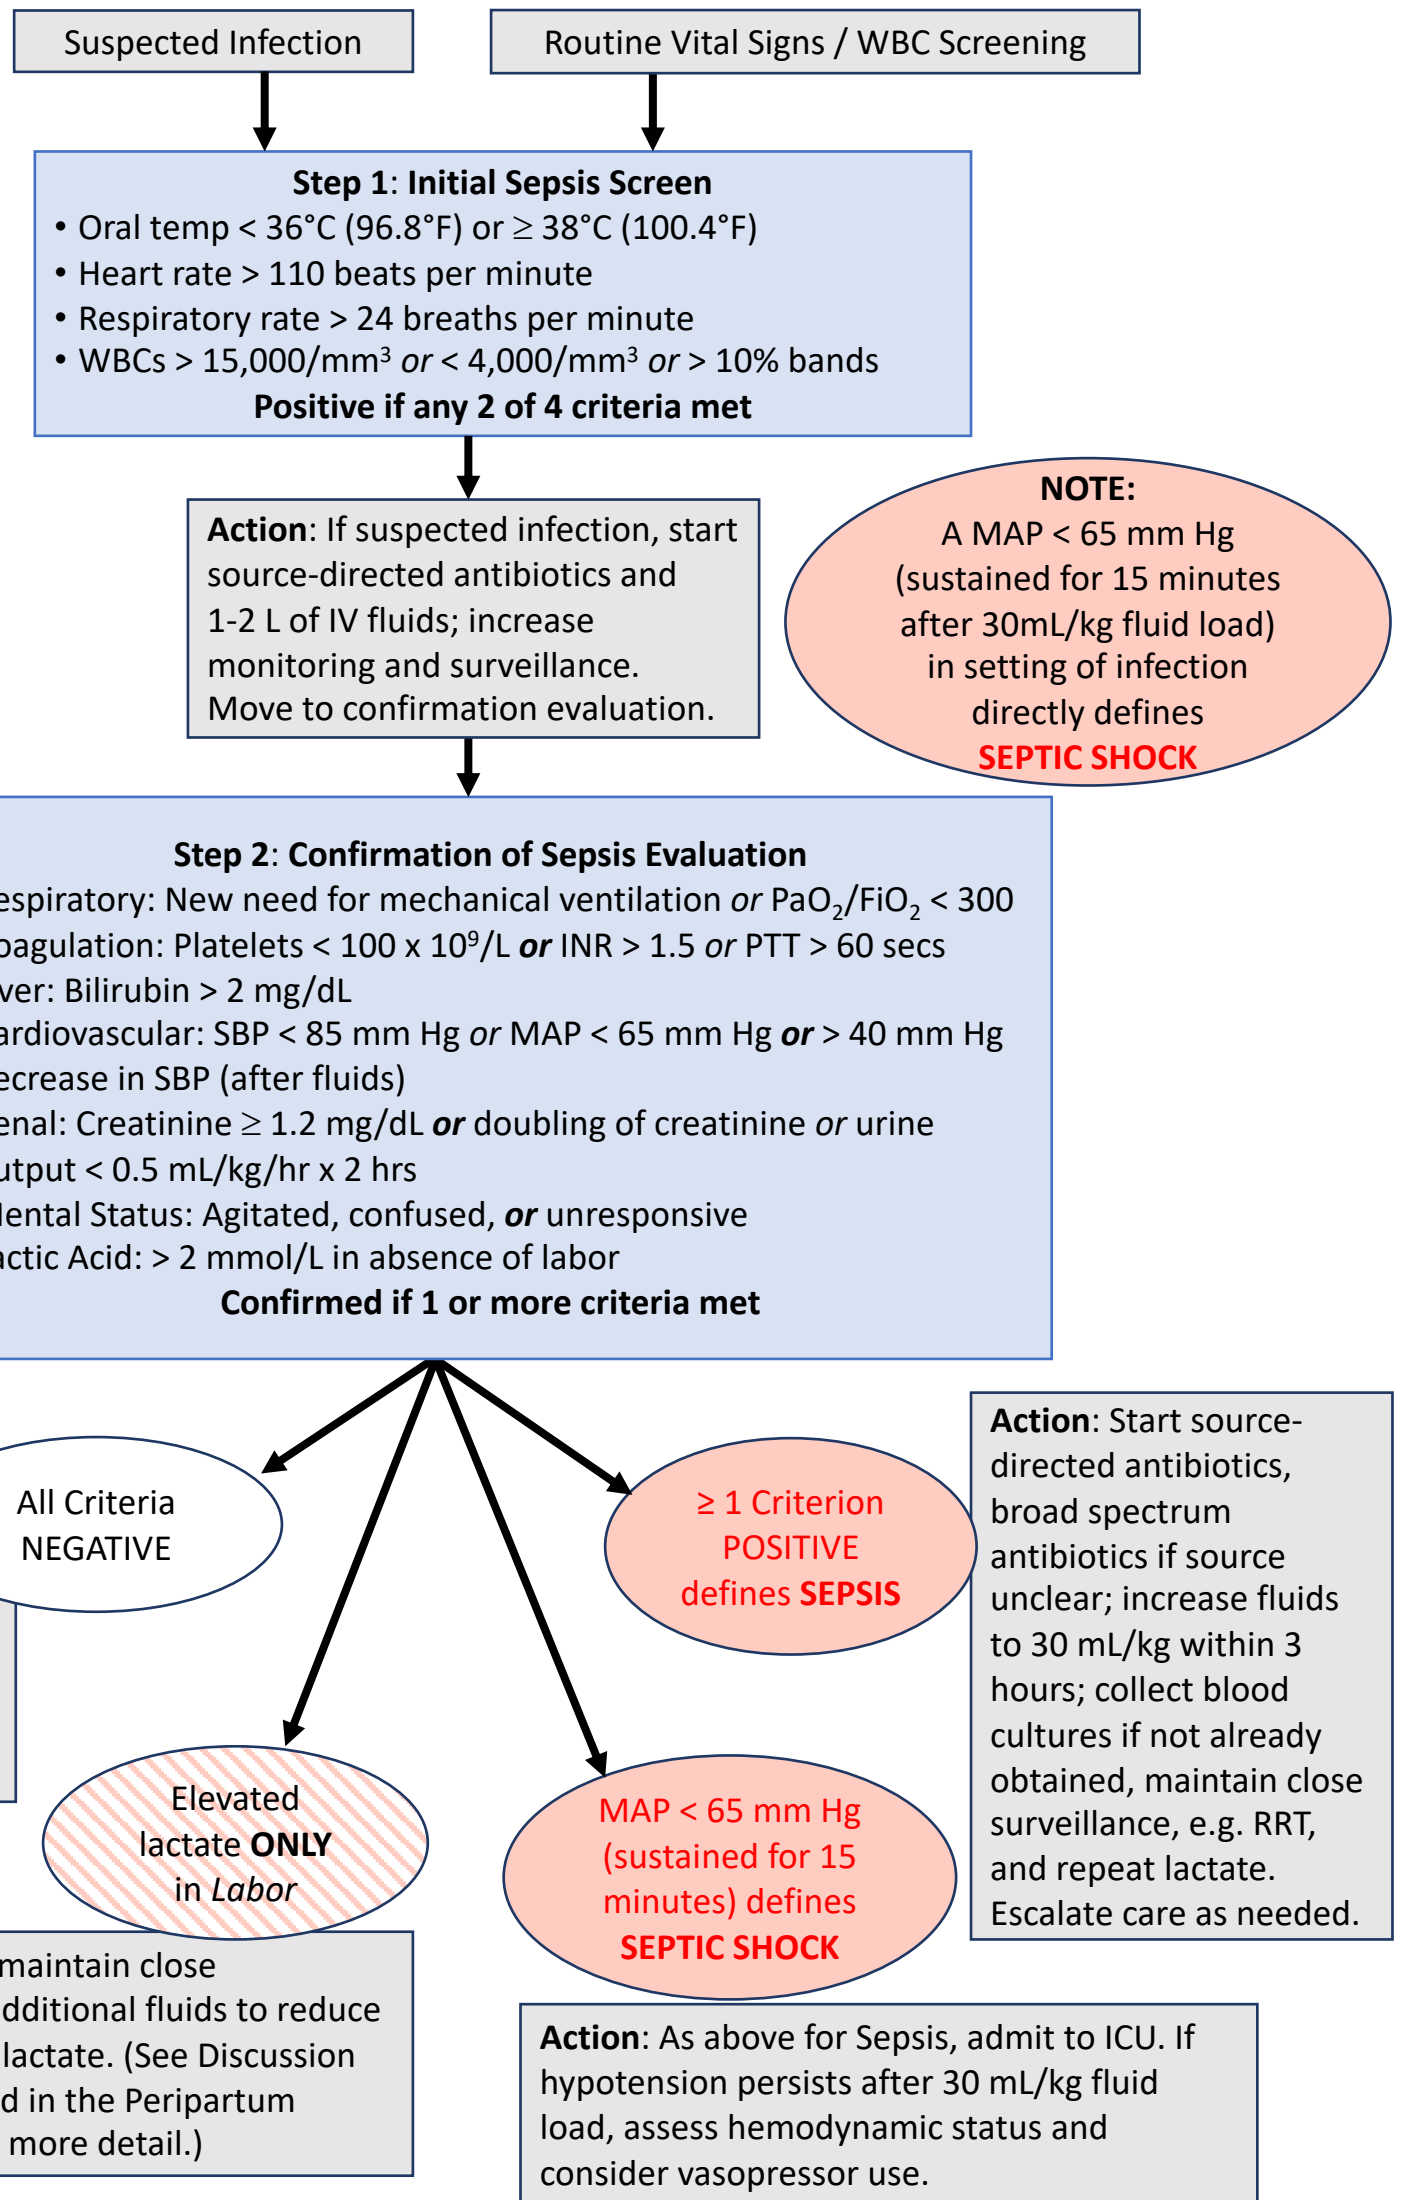 Suspected Infection
Routine Vital Signs / WBC Screening
Step 1: Initial Sepsis Screen
• Oral temp < 36°C (96.8°F) or ≥ 38°C (100.4°F)
• Heart rate > 110 beats per minute
• Respiratory rate > 24 breaths per minute
• WBCs > 15,000/mm³ or < 4,000/mm³ or > 10% bands
Positive if any 2 of 4 criteria met
Action: If suspected infection, start
source-directed antibiotics and
1-2 L of IV fluids; increase
monitoring and surveillance.
Move to confirmation evaluation.
NOTE:
A MAP < 65 mm Hg
(sustained for 15 minutes
after 30mL/kg fluid load)
in setting of infection
directly defines
SEPTIC SHOCK
Step 2: Confirmation of Sepsis Evaluation
espiratory: New need for mechanical ventilation or PaO₂/FiO₂ < 300
oagulation: Platelets < 100 x 10⁹/L or INR > 1.5 or PTT > 60 secs
ver: Bilirubin > 2 mg/dL
ardiovascular: SBP < 85 mm Hg or MAP < 65 mm Hg or > 40 mm Hg
ecrease in SBP (after fluids)
enal: Creatinine ≥ 1.2 mg/dL or doubling of creatinine or urine
utput < 0.5 mL/kg/hr x 2 hrs
Mental Status: Agitated, confused, or unresponsive
actic Acid: > 2 mmol/L in absence of labor
Confirmed if 1 or more criteria met
All Criteria
NEGATIVE
≥ 1 Criterion
POSITIVE
defines SEPSIS
Action: Start source-
directed antibiotics,
broad spectrum
antibiotics if source
unclear; increase fluids
to 30 mL/kg within 3
hours; collect blood
cultures if not already
obtained, maintain close
surveillance, e.g. RRT,
and repeat lactate.
Escalate care as needed.
Elevated
lactate ONLY
in Labor
MAP < 65 mm Hg
(sustained for 15
minutes) defines
SEPTIC SHOCK
maintain close
dditional fluids to reduce
lactate. (See Discussion
d in the Peripartum
more detail.)
Action: As above for Sepsis, admit to ICU. If
hypotension persists after 30 mL/kg fluid
load, assess hemodynamic status and
consider vasopressor use.